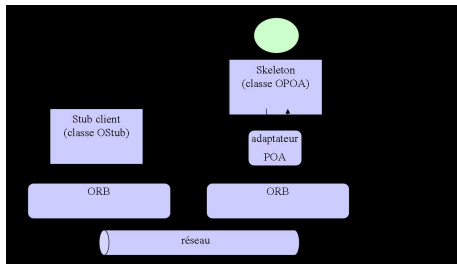 Skeleton
(classe OPOA)
Stub client
(classe OStub)
adaptateur
POA
ORB
ORB
réseau